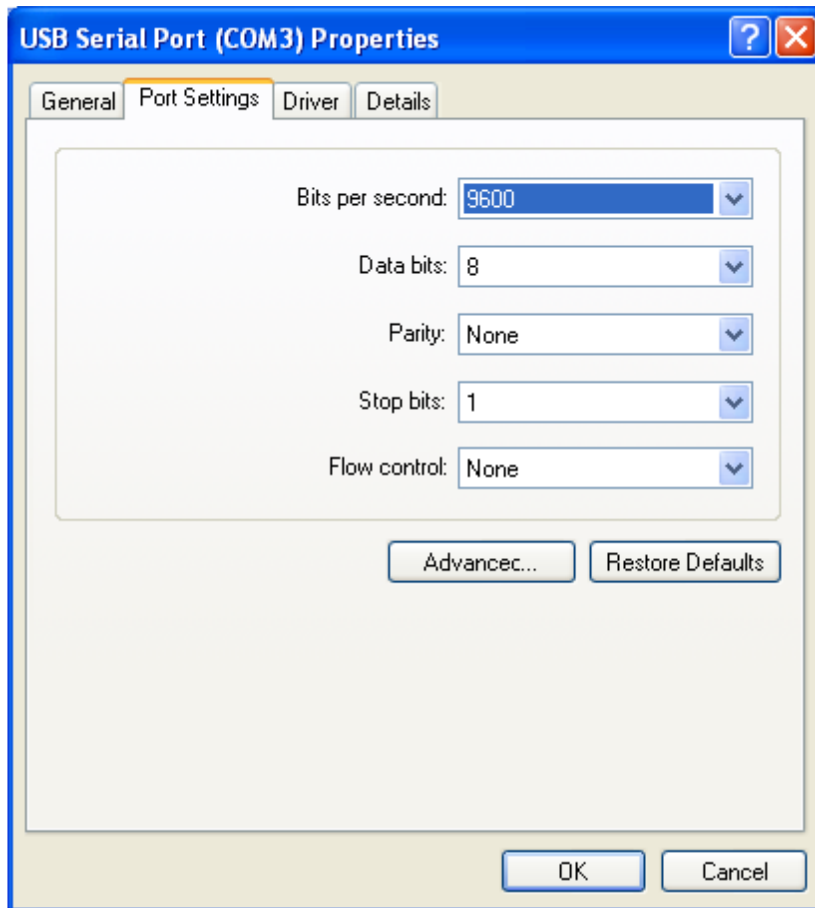 USB Serial Port (COM3) Properties
General Port Settings Driver Details
Bits per second: 9600
Data bits: 8
Parity: None
Stop bits: 1
Flow control: None
Advancec... Restore Defaults
OK Cancel